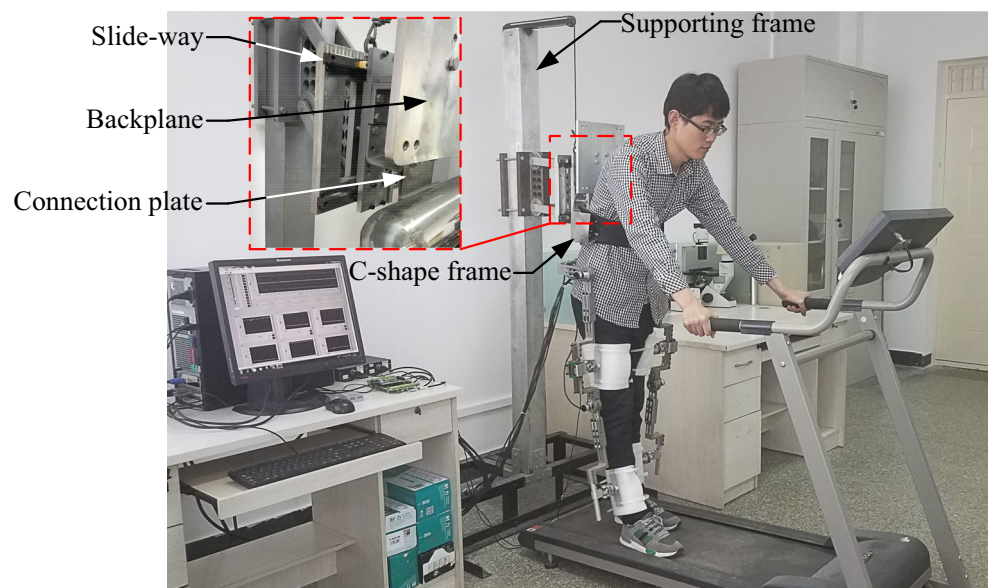 Slide-way
Supporting frame
Backplane
Connection plate
C-shape frame